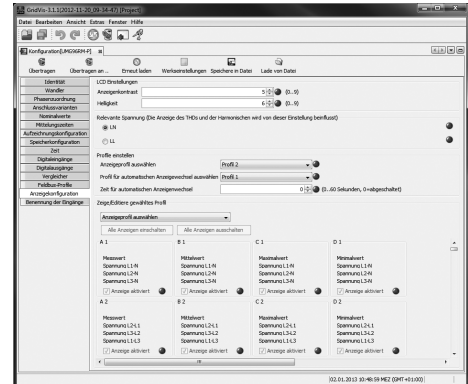 GridVis-3.1.1(2012-11-20_09-34-47) [Project]
Datei Bearbeiten Ansicht Extras Fenster Hilfe
Konfiguration[UMG96RM-P]
Übertragen Übertragen an ... Erneut laden Werkseinstellungen Speichere in Datei Lade von Datei
Identität
Wandler
Phasenzuordnung
Anschlussvarianten
Nominalwerte
Mittelungszeiten
Aufzeichnungskonfiguration
Speicherkonfiguration
Zeit
Digitaleingänge
Digitalausgänge
Vergleicher
Feldbus-Profile
Anzeigekonfiguration
Benennung der Eingänge
LCD Einstellungen
Anzeigenkontrast 5 (0..9)
Helligkeit 6 (0..9)
Relevante Spannung (Die Anzeige des THDs und der Harmonischen wird von dieser Einstellung beinflusst)
LN
LL
Profile einstellen
Anzeigeprofil auswählen Profil 2
Profil für automatischen Anzeigewechsel auswählen Profil 1
Zeit für automatischen Anzeigenwechsel 0 (0..60 Sekunden, 0=abgeschaltet)
Zeige/Editiere gewähltes Profil
Anzeigeprofil auswählen
Alle Anzeigen einschalten Alle Anzeigen ausschalten
A 1 B 1 C 1 D 1
Messwert Mittelwert Maximalwert Minimalwert
Spannung L1-N Spannung L1-N Spannung L1-N Spannung L1-N
Spannung L2-N Spannung L2-N Spannung L2-N Spannung L2-N
Spannung L3-N Spannung L3-N Spannung L3-N Spannung L3-N
Anzeige aktiviert Anzeige aktiviert Anzeige aktiviert Anzeige aktiviert
A 2 B 2 C 2 D 2
Messwert Mittelwert Maximalwert Minimalwert
Spannung L2-L1 Spannung L2-L1 Spannung L2-L1 Spannung L2-L1
Spannung L3-L2 Spannung L3-L2 Spannung L3-L2 Spannung L3-L2
Spannung L1-L3 Spannung L1-L3 Spannung L1-L3 Spannung L1-L3
Anzeige aktiviert Anzeige aktiviert Anzeige aktiviert Anzeige aktiviert
02.01.2013 10:48:59 MEZ (GMT+01:00)